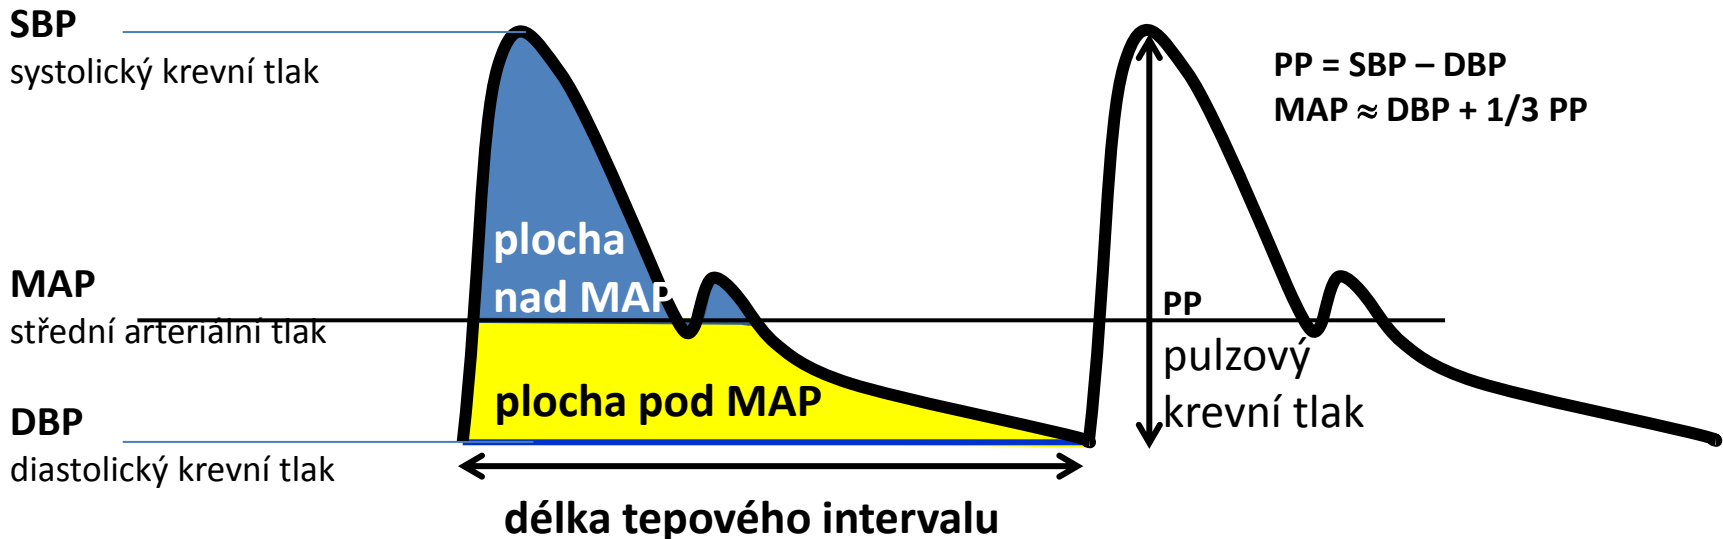 SBP
systolický krevní tlak
PP = SBP – DBP
MAP ≈ DBP + 1/3 PP
plocha
nad MAP
MAP
střední arteriální tlak
PP
pulzový
krevní tlak
plocha pod MAP
DBP
diastolický krevní tlak
délka tepového intervalu